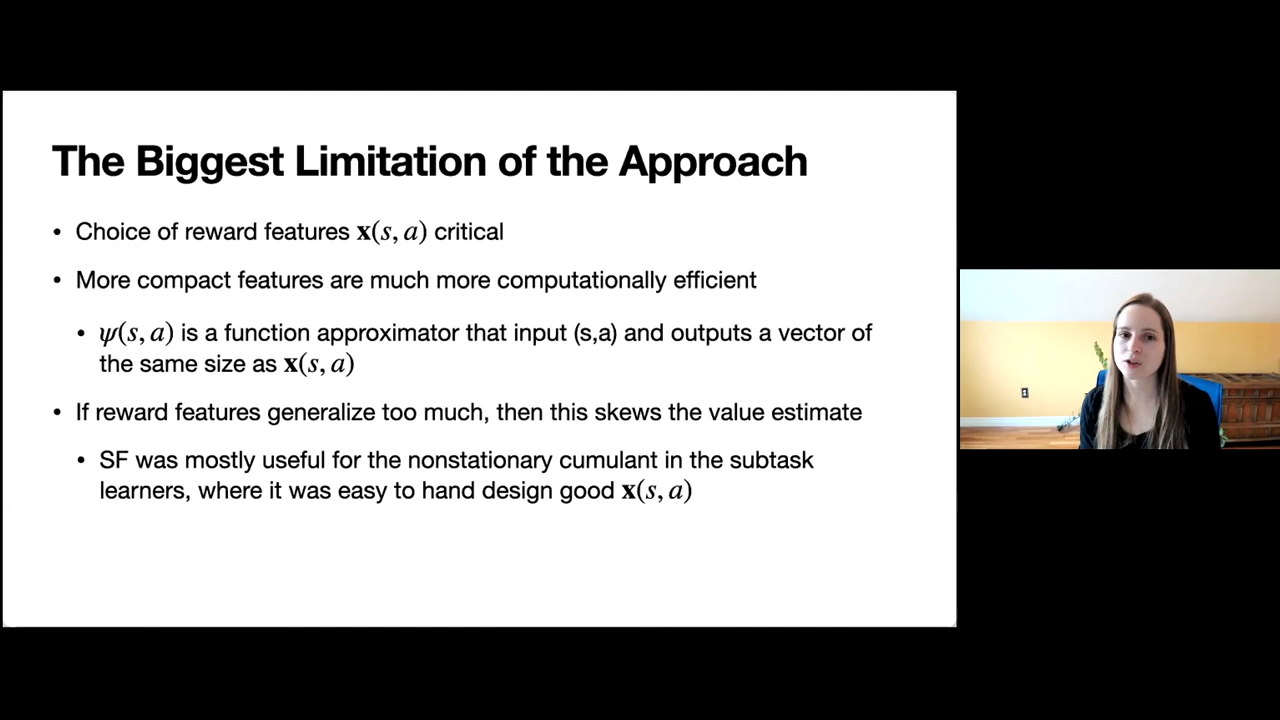 The Biggest Limitation of the Approach
• Choice of reward features x(s, a) critical
• More compact features are much more computationally efficient
• ψ(s, a) is a function approximator that input (s,a) and outputs a vector of
the same size as x(s, a)
• If reward features generalize too much, then this skews the value estimate
• SF was mostly useful for the nonstationary cumulant in the subtask
learners, where it was easy to hand design good x(s, a)